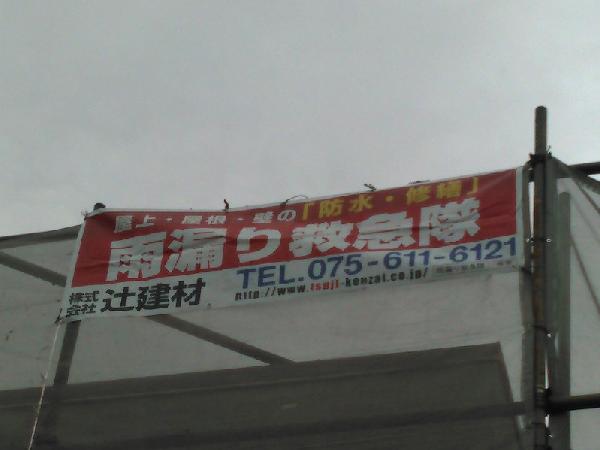 屋上・屋根・壁の「防水・修繕」
雨漏り救急隊
株式会社 辻建材
TEL.075-611-6121
http://www.tsuji-kenzai.co.jp/